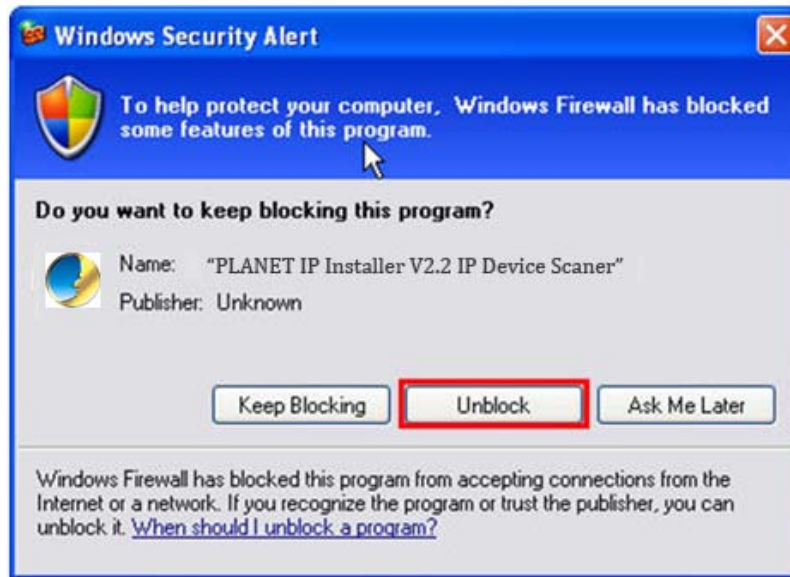 Windows Security Alert
To help protect your computer, Windows Firewall has blocked
some features of this program.
Do you want to keep blocking this program?
Name: “PLANET IP Installer V2.2 IP Device Scaner”
Publisher: Unknown
Keep Blocking Unblock Ask Me Later
Windows Firewall has blocked this program from accepting connections from the
Internet or a network. If you recognize the program or trust the publisher, you can
unblock it. When should I unblock a program?